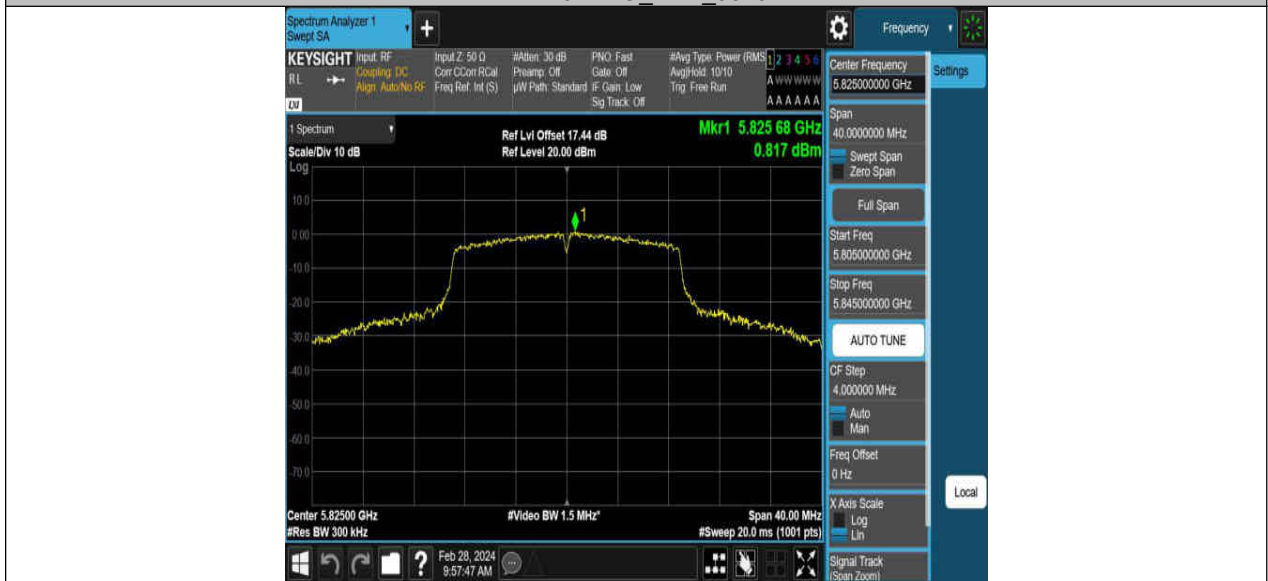 Spectrum Analyzer 1
Swept SA
Frequency
KEYSIGHT
RL
LXI
Input: RF
Coupling: DC
Align: Auto/No RF
Input Z: 50 Ω
Corr CCorr RCal
Freq Ref: Int (S)
#Atten: 30 dB
Preamp: Off
µW Path: Standard
PNO: Fast
Gate: Off
IF Gain: Low
Sig Track: Off
#Avg Type: Power (RMS
Avg|Hold: 10/10
Trig: Free Run
1 2 3 4 5 6
A W W W W W
A A A A A A
Center Frequency
5.825000000 GHz
Settings
1 Spectrum
Scale/Div 10 dB
Log
Ref Lvl Offset 17.44 dB
Ref Level 20.00 dBm
Mkr1 5.825 68 GHz
0.817 dBm
10.0
0.00
-10.0
-20.0
-30.0
-40.0
-50.0
-60.0
-70.0
1
Span
40.0000000 MHz
Swept Span
Zero Span
Full Span
Start Freq
5.805000000 GHz
Stop Freq
5.845000000 GHz
AUTO TUNE
CF Step
4.000000 MHz
Auto
Man
Freq Offset
0 Hz
X Axis Scale
Log
Lin
Signal Track
(Span Zoom)
Local
Center 5.82500 GHz
#Res BW 300 kHz
#Video BW 1.5 MHz*
Span 40.00 MHz
#Sweep 20.0 ms (1001 pts)
?
Feb 28, 2024
9:57:47 AM